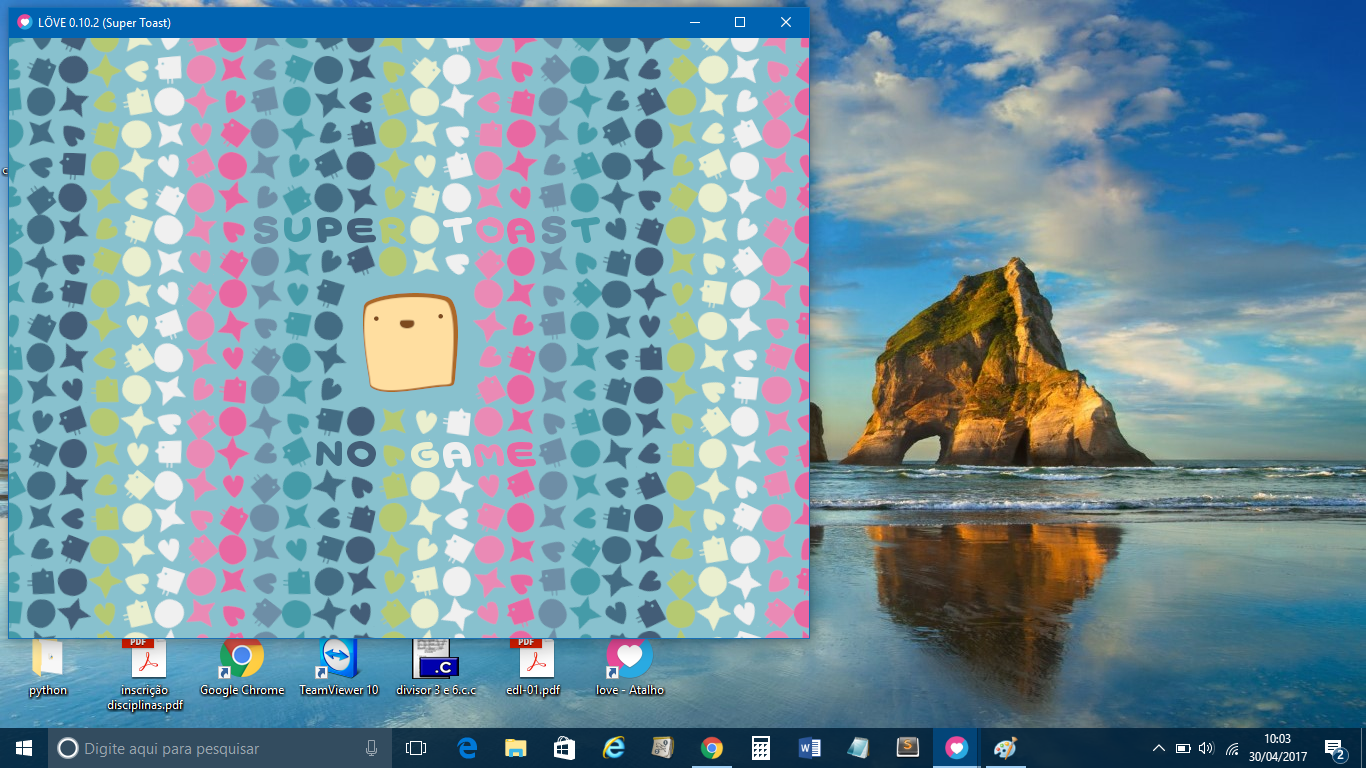 LÖVE 0.10.2 (Super Toast)
SUPER TOAST
NO GAME
python
PDF
inscrição
disciplinas.pdf
Google Chrome
TeamViewer 10
DEV
.C
divisor 3 e 6.c.c
PDF
edl-01.pdf
love - Atalho
Digite aqui para pesquisar
10:03
30/04/2017
2